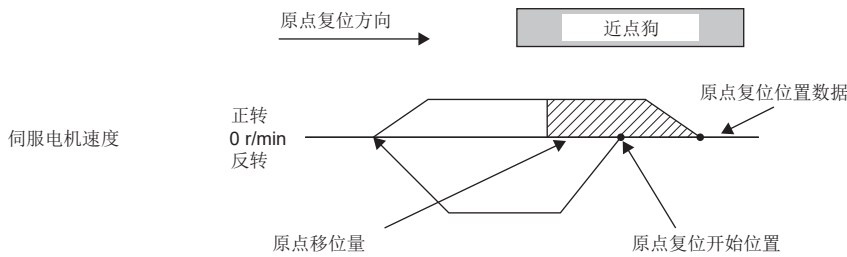 原点复位方向
近点狗
原点复位位置数据
正转
伺服电机速度
0 r/min
反转
原点移位量
原点复位开始位置